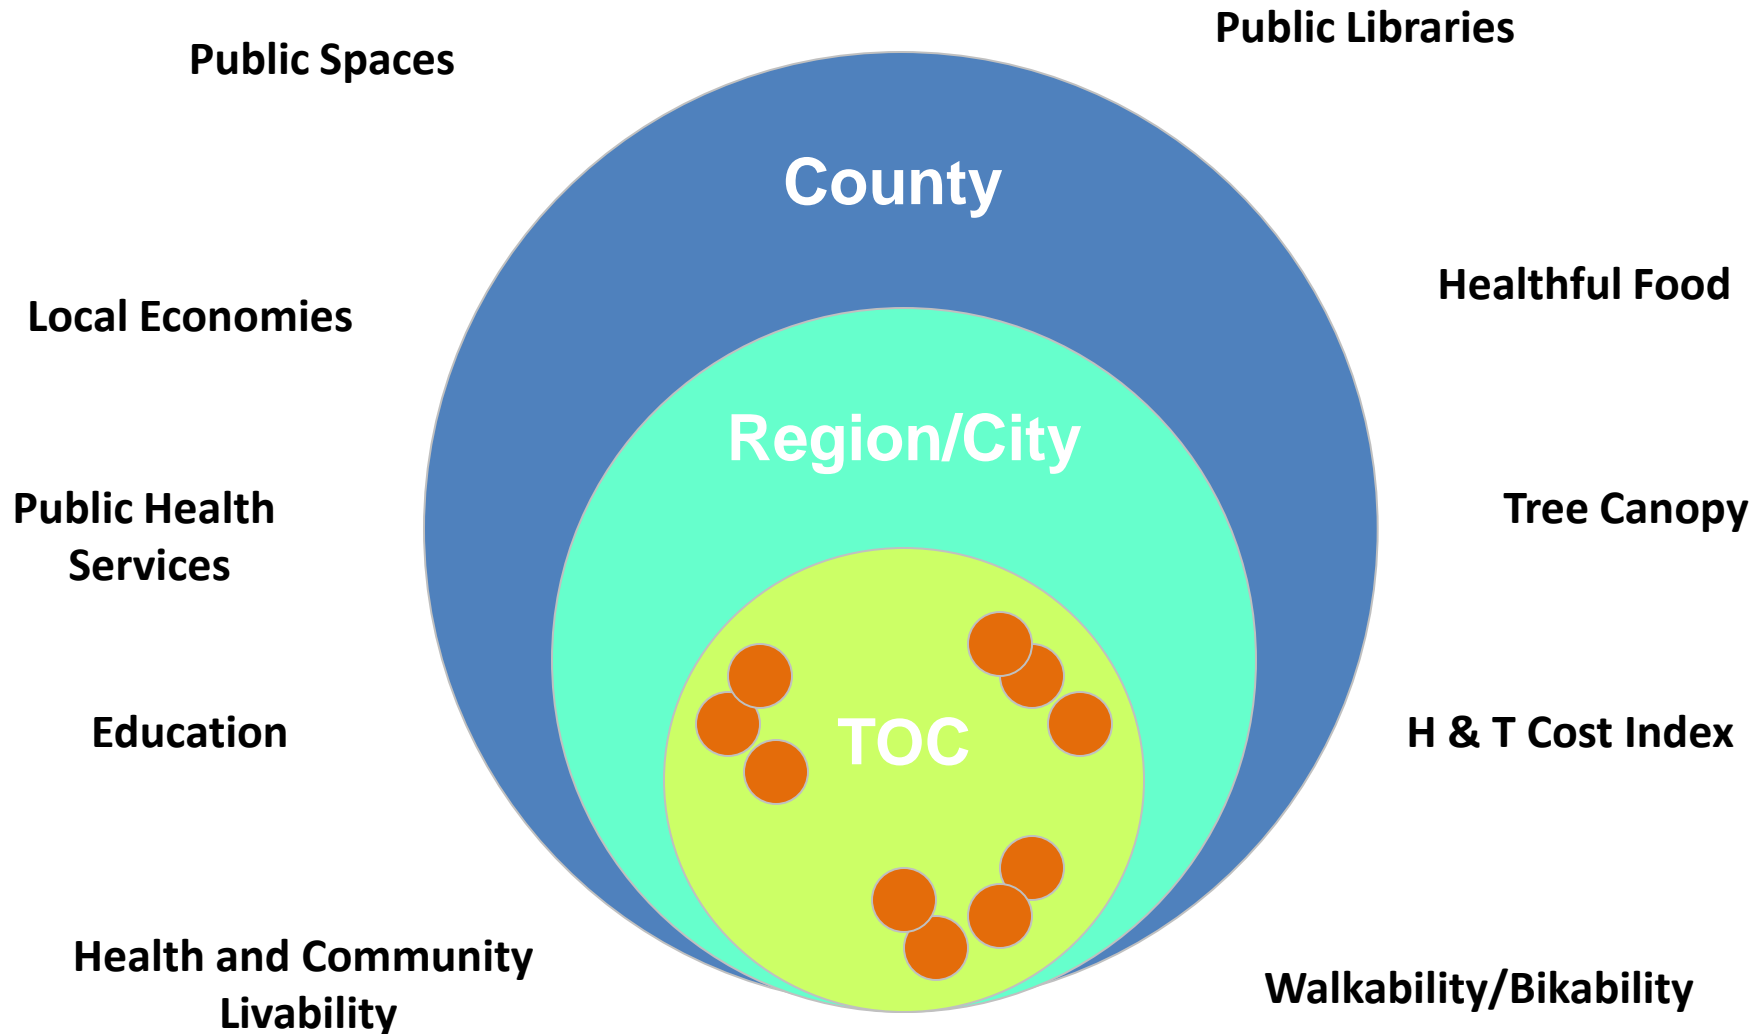 Public Libraries
Public Spaces
County
Healthful Food
Local Economies
Region/City
Public Health
Services
Tree Canopy
Education
TOC
H & T Cost Index
Health and Community
Livability
Walkability/Bikability